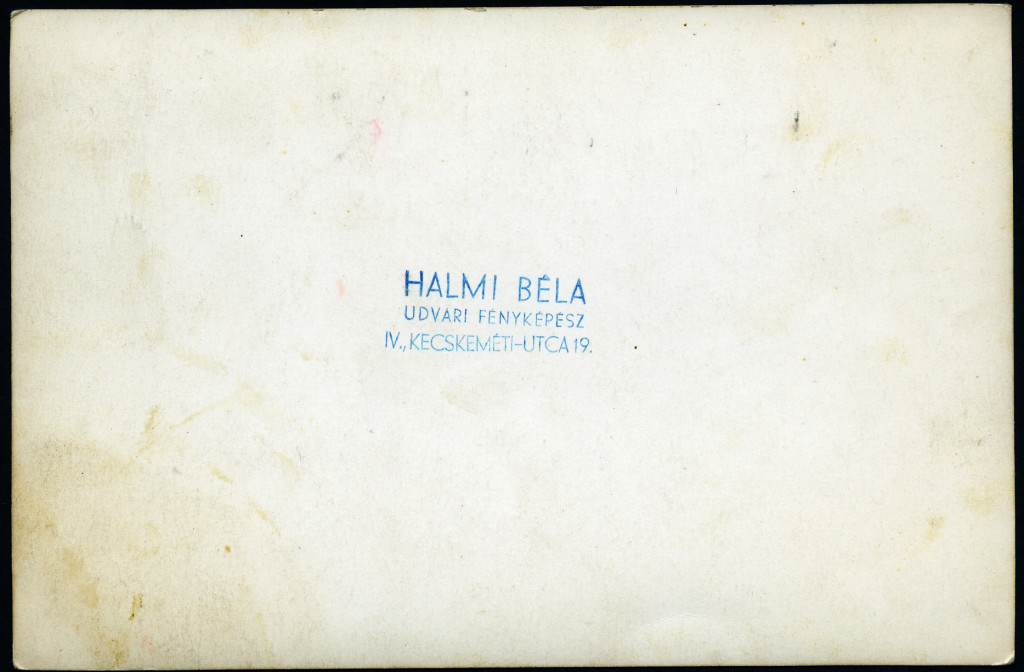 HALMI BÉLA
UDVARI FÉNYKÉPÉSZ
IV., KECSKEMÉTI-UTCA 19.